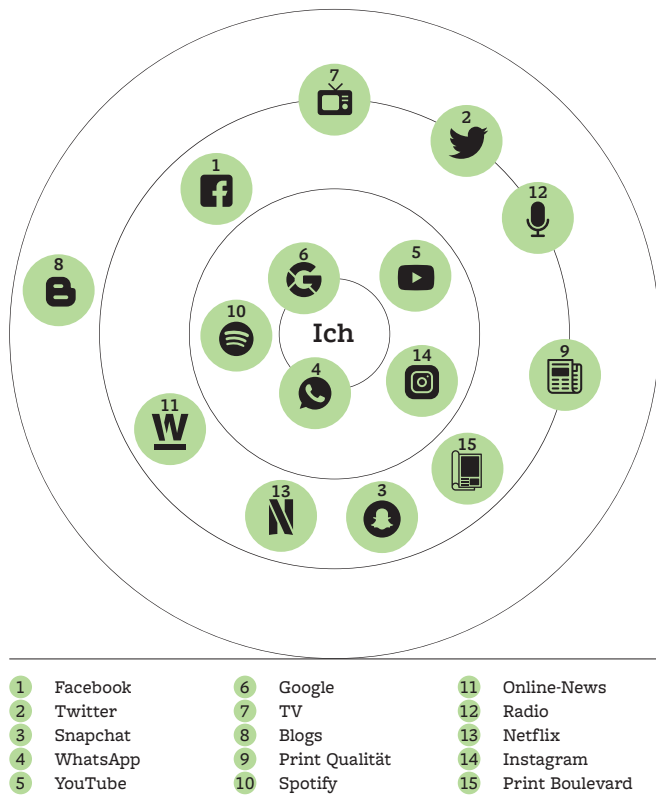 7
2
1
12
6
5
8
10
Ich
14
9
4
11
W
15
13
N
3
1 Facebook
2 Twitter
3 Snapchat
4 WhatsApp
5 YouTube
6 Google
7 TV
8 Blogs
9 Print Qualität
10 Spotify
11 Online-News
12 Radio
13 Netflix
14 Instagram
15 Print Boulevard